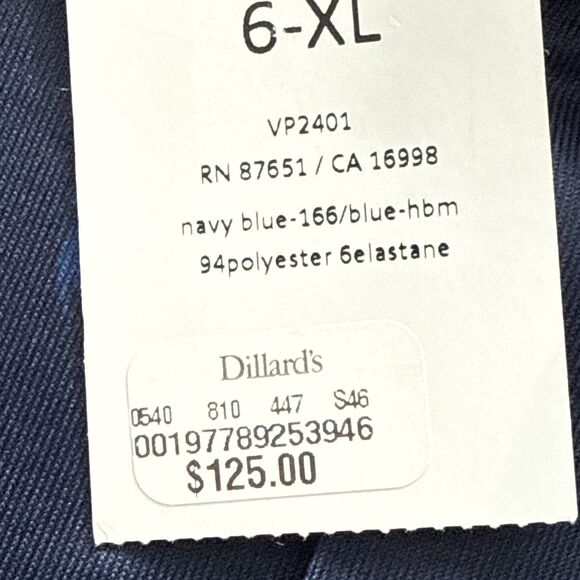 6-XL
VP2401
RN 87651 / CA 16998
navy blue-166/blue-hbm
94polyester 6elastane
Dillard's
0540 810 447 S46
00197789253946
$125.00